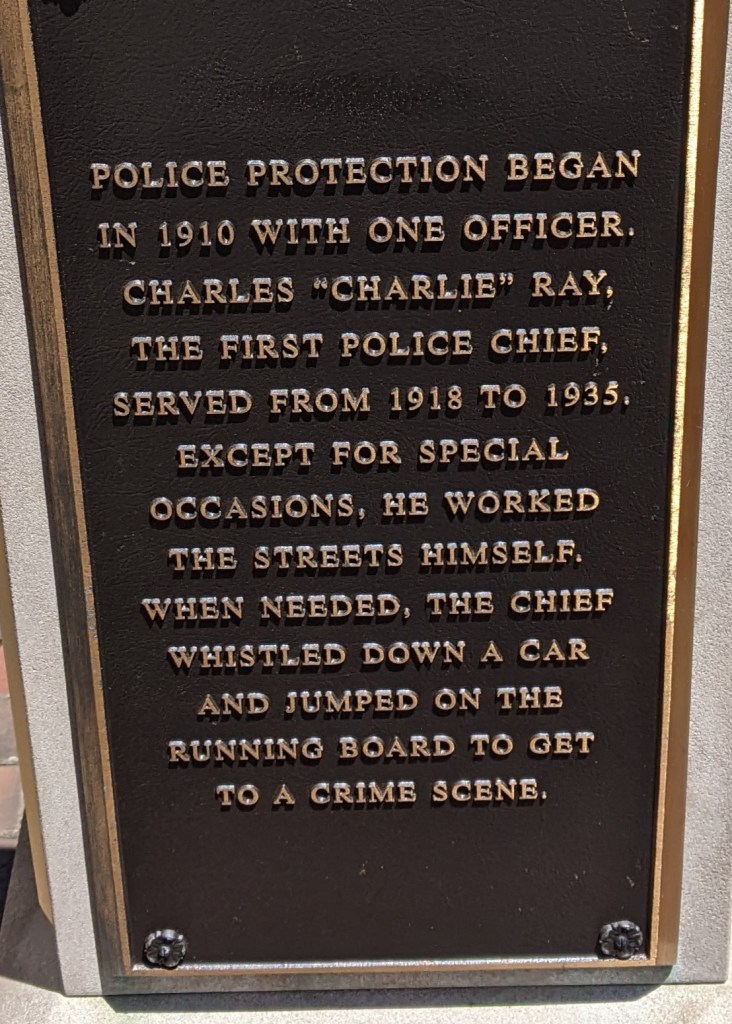 POLICE PROTECTION BEGAN
IN 1910 WITH ONE OFFICER.
CHARLES “CHARLIE” RAY,
THE FIRST POLICE CHIEF,
SERVED FROM 1918 TO 1935.
EXCEPT FOR SPECIAL
OCCASIONS, HE WORKED
THE STREETS HIMSELF.
WHEN NEEDED, THE CHIEF
WHISTLED DOWN A CAR
AND JUMPED ON THE
RUNNING BOARD TO GET
TO A CRIME SCENE.